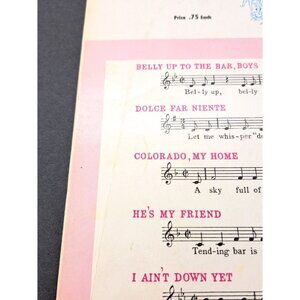 Price .75 Each
BELLY UP TO THE BAR, BOYS
Bel-ly up, bel-ly
DOLCE FAR NIENTE
Let me whis-per "do
COLORADO, MY HOME
A sky full of
HE'S MY FRIEND
Tend-ing bar is
I AIN'T DOWN YET